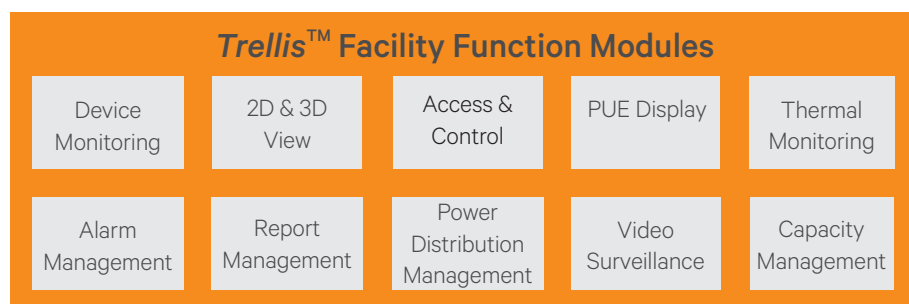 Trellis™ Facility Function Modules
Device
Monitoring
2D & 3D
View
Access &
Control
PUE Display
Thermal
Monitoring
Alarm
Management
Report
Management
Power
Distribution
Management
Video
Surveillance
Capacity
Management